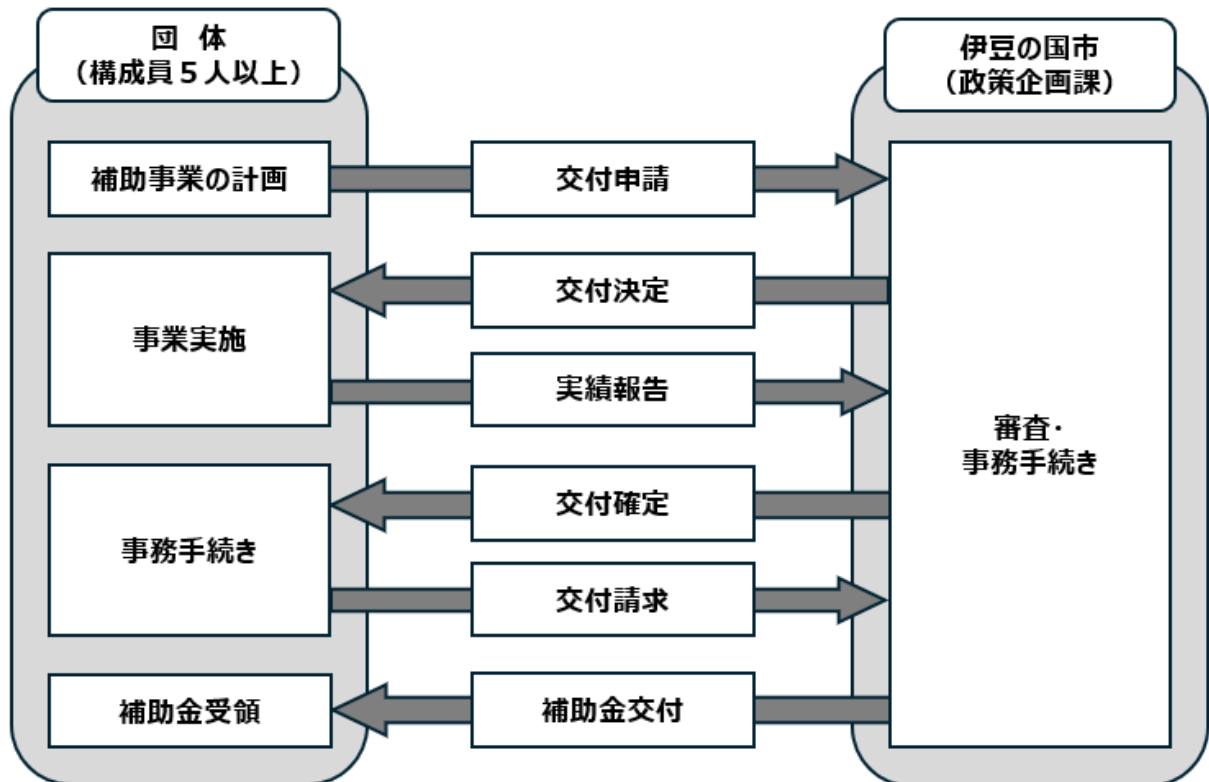 団 体
（構成員５人以上）
伊豆の国市
（政策企画課）
補助事業の計画
交付申請
交付決定
事業実施
実績報告
審査・
事務手続き
交付確定
事務手続き
交付請求
補助金受領
補助金交付